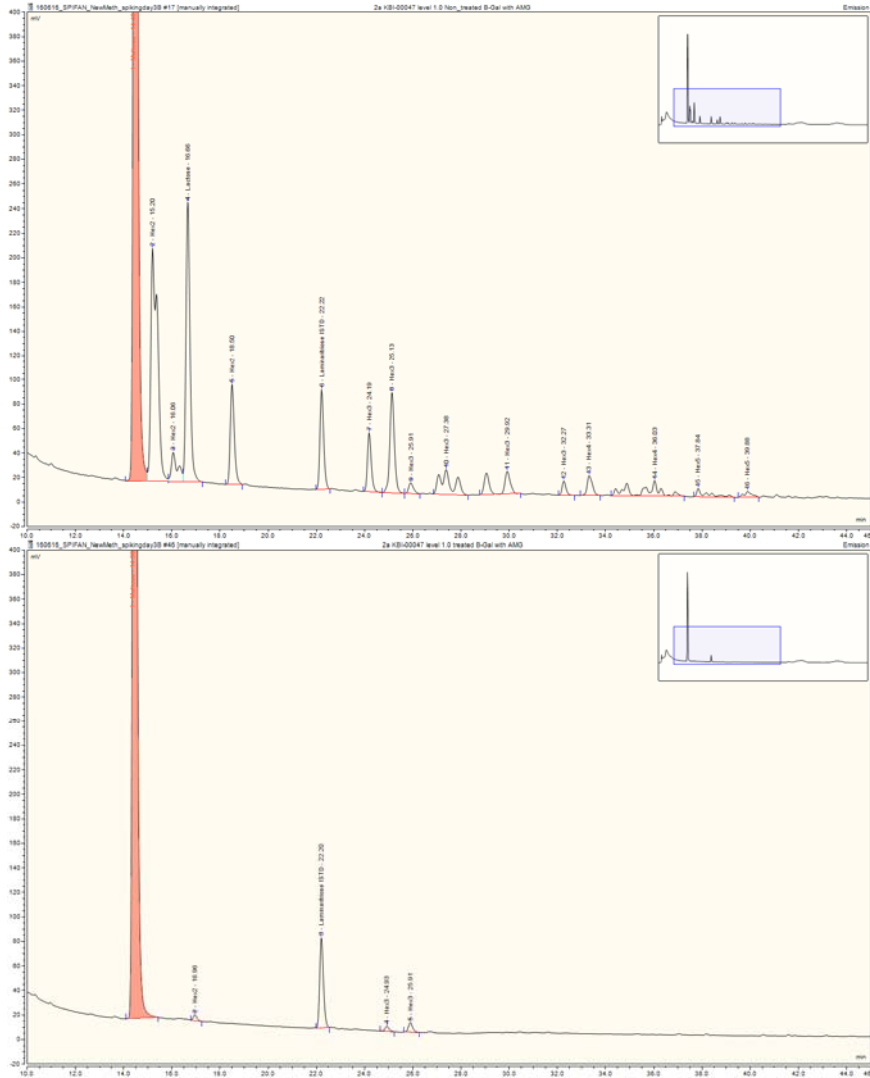 160616_SPIFAN_NewMeth_spikingday3B #17 [manually integrated]
2a KBI-00047 level 1.0 Non_treated B-Gal with AMG
Emission
mV
400
380
360
340
320
300
280
260
240
220
200
180
160
140
120
100
80
60
40
20
0
-20
2 - Hex2 - 15.20
3 - Hex2 - 16.06
4 - Lactose - 16.66
5 - Hex2 - 18.50
6 - Laminaribiose ISTD - 22.22
7 - Hex3 - 24.19
8 - Hex3 - 25.13
9 - Hex3 - 25.91
10 - Hex3 - 27.36
11 - Hex3 - 29.92
12 - Hex3 - 32.27
13 - Hex4 - 33.31
14 - Hex4 - 36.03
15 - Hex5 - 37.84
16 - Hex5 - 39.88
min
10.0 12.0 14.0 16.0 18.0 20.0 22.0 24.0 26.0 28.0 30.0 32.0 34.0 36.0 38.0 40.0 42.0 44.0 46.0
160616_SPIFAN_NewMeth_spikingday3B #46 [manually integrated]
2a KBI-00047 level 1.0 treated B-Gal with AMG
Emission
mV
400
380
360
340
320
300
280
260
240
220
200
180
160
140
120
100
80
60
40
20
0
-20
2 - Hex2 - 16.96
3 - Laminaribiose ISTD - 22.20
4 - Hex3 - 24.93
5 - Hex3 - 25.91
min
10.0 12.0 14.0 16.0 18.0 20.0 22.0 24.0 26.0 28.0 30.0 32.0 34.0 36.0 38.0 40.0 42.0 44.0 46.0